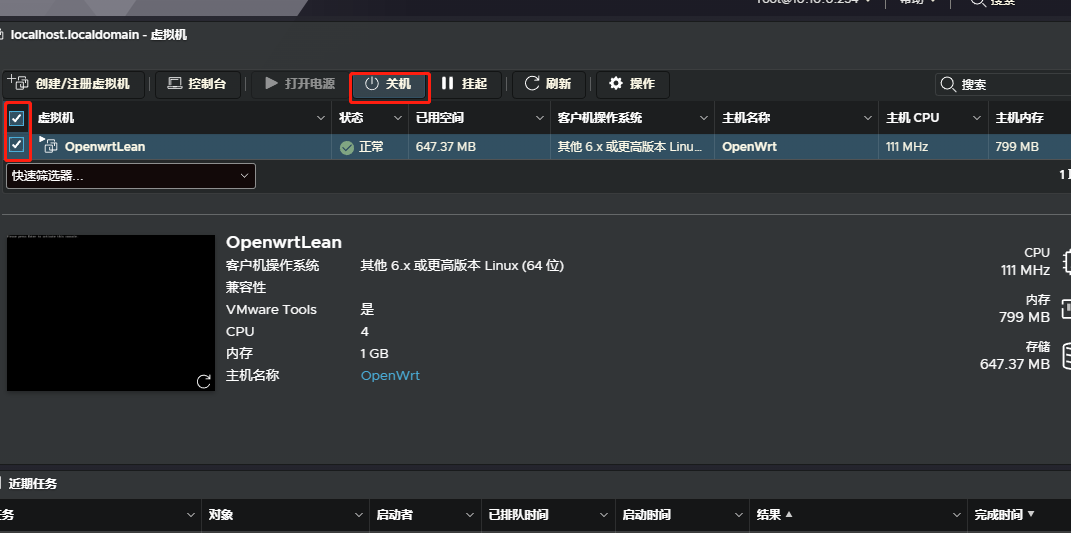 root@10.10.0.254 帮助 搜索
localhost.localdomain - 虚拟机
创建/注册虚拟机 控制台 打开电源 关机 挂起 刷新 操作 搜索
虚拟机 状态 已用空间 客户机操作系统 主机名称 主机 CPU 主机内存
OpenwrtLean 正常 647.37 MB 其他 6.x 或更高版本 Linu... OpenWrt 111 MHz 799 MB
快速筛选器... 1
OpenwrtLean
客户机操作系统 其他 6.x 或更高版本 Linux (64 位)
兼容性
VMware Tools 是
CPU 4
内存 1 GB
主机名称 OpenWrt
CPU
111 MHz
内存
799 MB
存储
647.37 MB
近期任务
务 对象 启动者 已排队时间 启动时间 结果 完成时间